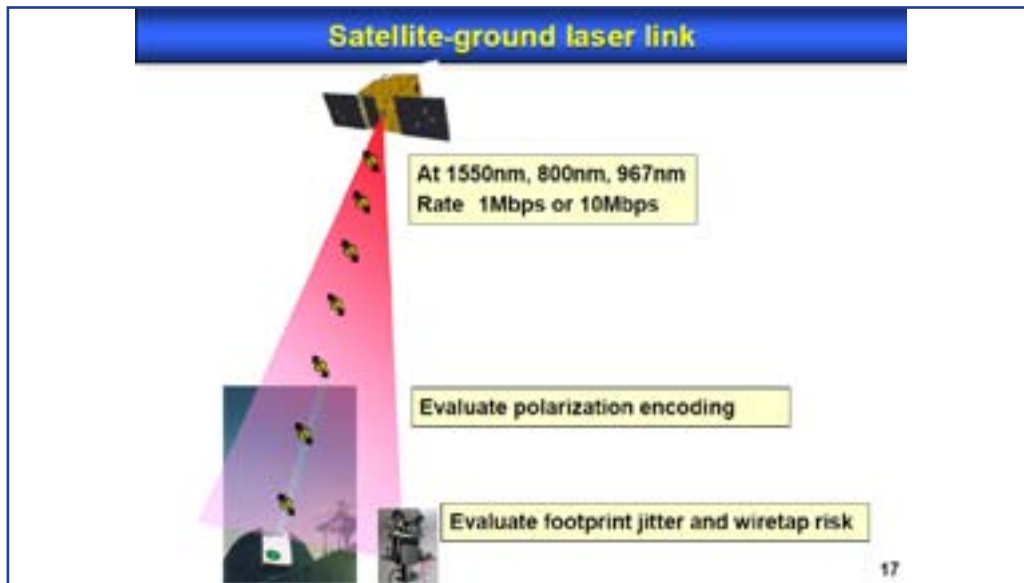 Satellite-ground laser link
At 1550nm, 800nm, 967nm
Rate 1Mbps or 10Mbps
Evaluate polarization encoding
Evaluate footprint jitter and wiretap risk
17